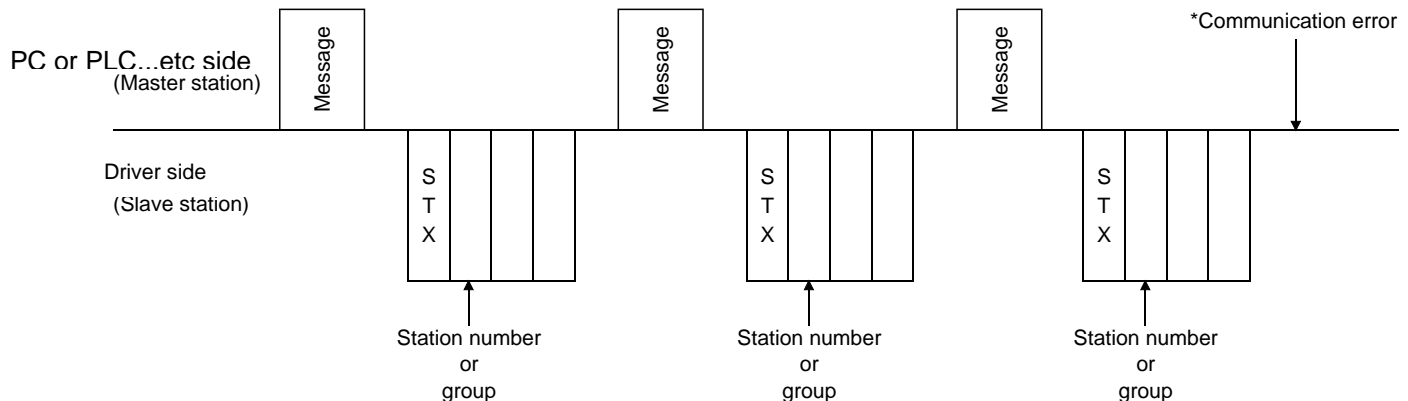 *Communication error
PC or PLC...etc side
(Master station)
Message
Message
Message
Driver side
(Slave station)
S
T
X
S
T
X
S
T
X
Station number
or
group
Station number
or
group
Station number
or
group